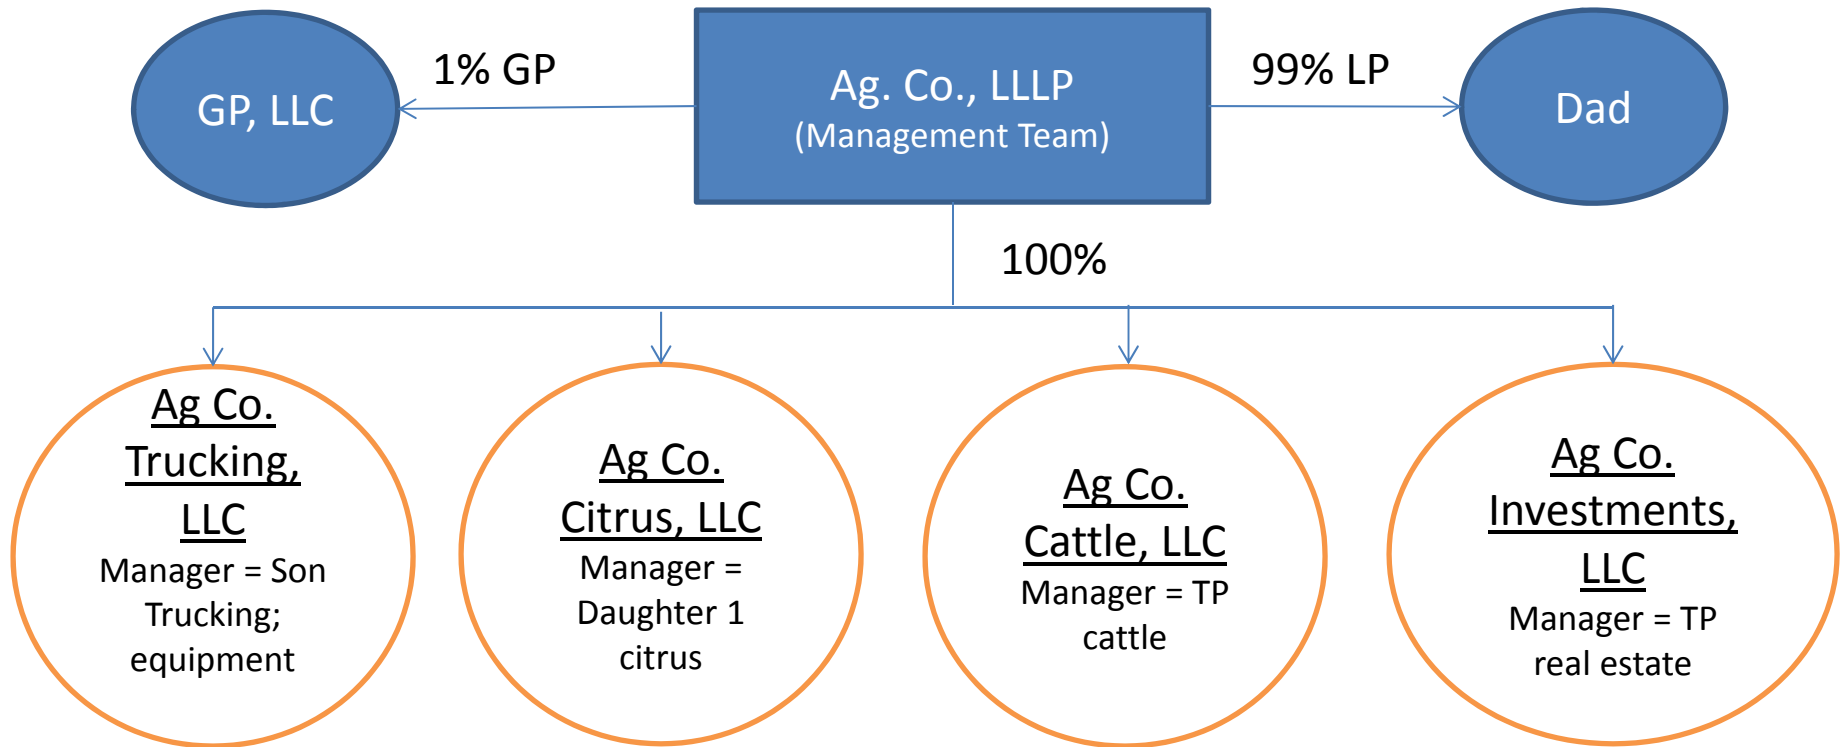 1% GP
99% LP
GP, LLC
Ag. Co., LLLP
(Management Team)
Dad
100%
Ag Co.
Trucking,
LLC
Manager = Son
Trucking;
equipment
Ag Co.
Citrus, LLC
Manager =
Daughter 1
citrus
Ag Co.
Cattle, LLC
Manager = TP
cattle
Ag Co.
Investments,
LLC
Manager = TP
real estate